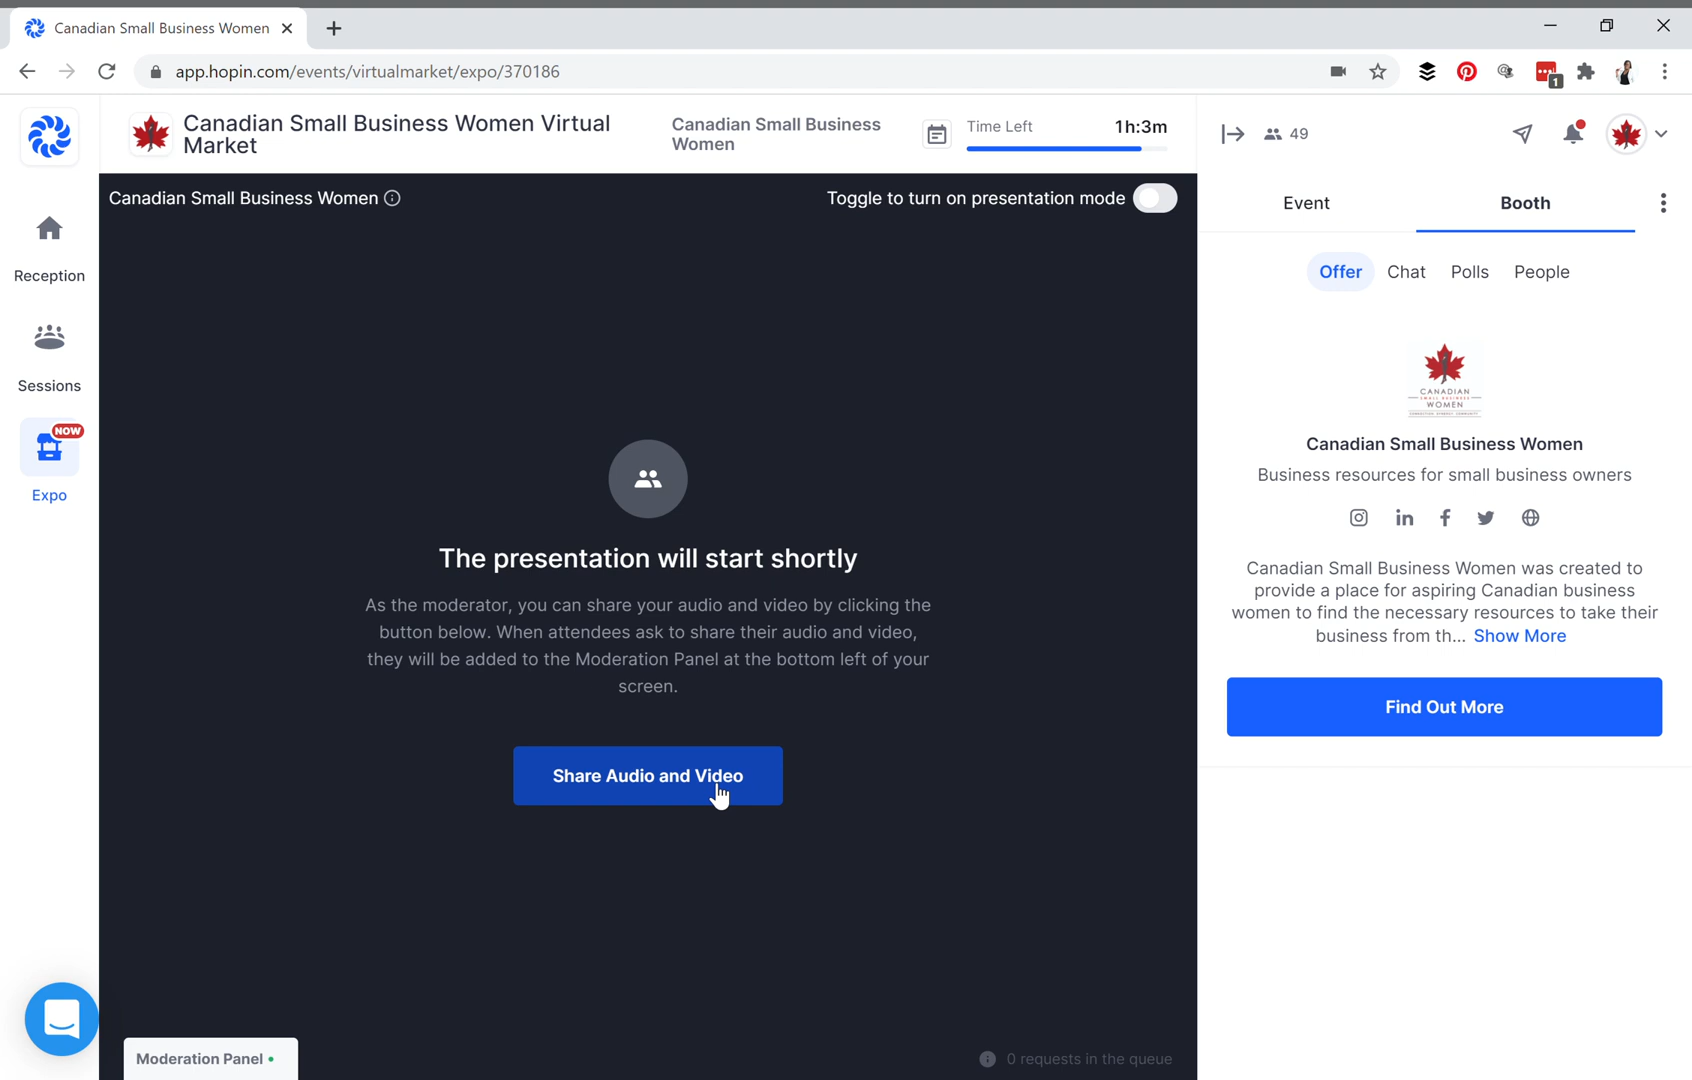 Canadian Small Business Women
app.hopin.com/events/virtualmarket/expo/370186
1
Canadian Small Business Women Virtual
Market
Canadian Small Business
Women
Time Left
1h:3m
49
Canadian Small Business Women
Toggle to turn on presentation mode
Reception
Sessions
NOW
Expo
The presentation will start shortly
As the moderator, you can share your audio and video by clicking the
button below. When attendees ask to share their audio and video,
they will be added to the Moderation Panel at the bottom left of your
screen.
Share Audio and Video
Moderation Panel
0 requests in the queue
Event
Booth
Offer
Chat
Polls
People
CANADIAN
SMALL BUSINESS
WOMEN
Canadian Small Business Women
Business resources for small business owners
Canadian Small Business Women was created to
provide a place for aspiring Canadian business
women to find the necessary resources to take their
business from th... Show More
Find Out More